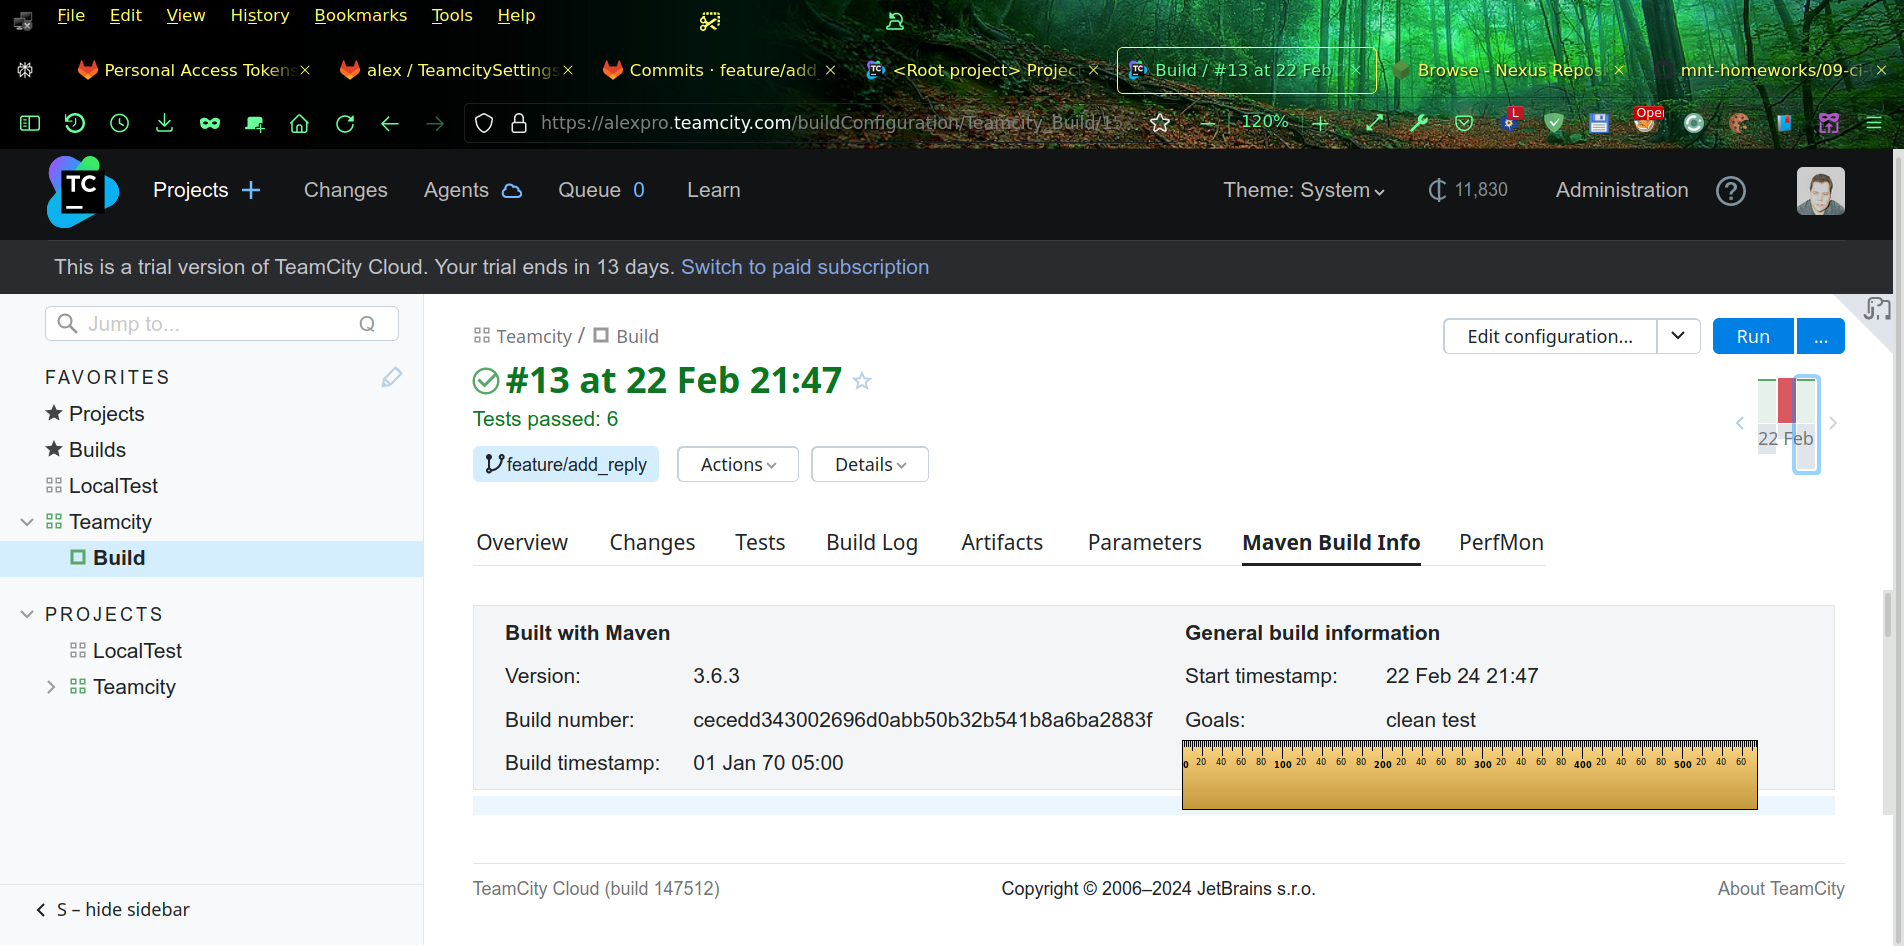 File Edit View History Bookmarks Tools Help
Personal Access Tokens
alex / TeamcitySettings
Commits · feature/add
<Root project> Project
Build / #13 at 22 Feb
Browse - Nexus Repos
mnt-homeworks/09-ci-
https://alexpro.teamcity.com/buildConfiguration/Teamcity_Build/15...
120%
L
Oper
TC
Projects
Changes
Agents
Queue 0
Learn
Theme: System
11,830
Administration
?
This is a trial version of TeamCity Cloud. Your trial ends in 13 days. Switch to paid subscription
Jump to...
Q
FAVORITES
Projects
Builds
LocalTest
Teamcity
Build
PROJECTS
LocalTest
Teamcity
S – hide sidebar
Teamcity / Build
Edit configuration...
Run
...
#13 at 22 Feb 21:47
Tests passed: 6
22 Feb
feature/add_reply
Actions
Details
Overview Changes Tests Build Log Artifacts Parameters Maven Build Info PerfMon
Built with Maven
Version: 3.6.3
Build number: cecedd343002696d0abb50b32b541b8a6ba2883f
Build timestamp: 01 Jan 70 05:00
General build information
Start timestamp: 22 Feb 24 21:47
Goals: clean test
0 20 40 60 80 100 20 40 60 80 200 20 40 60 80 300 20 40 60 80 400 20 40 60 80 500 20 40 60
TeamCity Cloud (build 147512)
Copyright © 2006–2024 JetBrains s.r.o.
About TeamCity